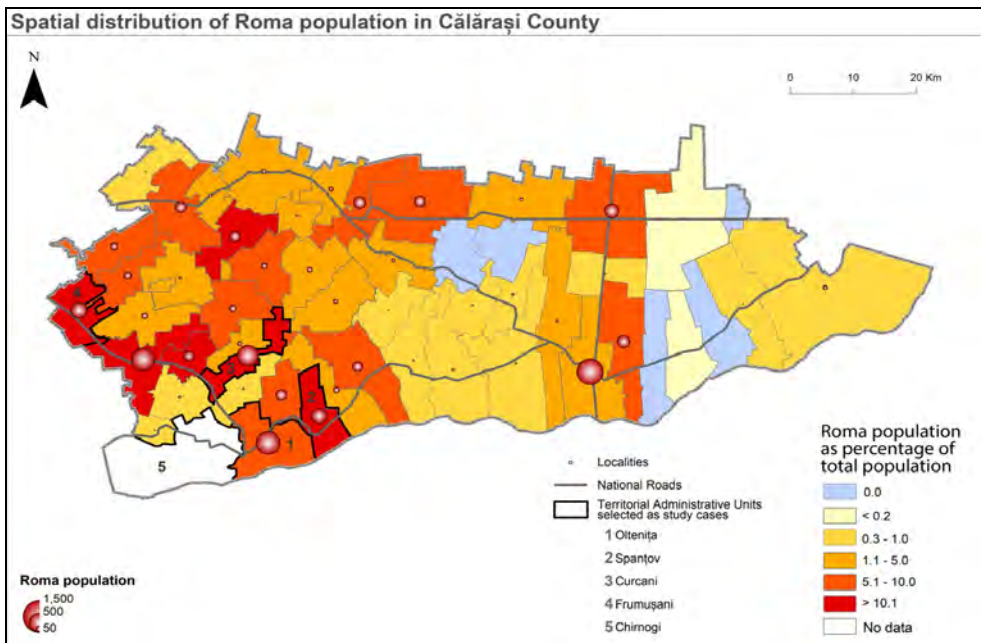 Spatial distribution of Roma population in Călărași County
N
0 10 20 Km
4
3
2
1
5
Localities
National Roads
Territorial Administrative Units
selected as study cases
1 Oltenița
2 Spanțov
3 Curcani
4 Frumușani
5 Chirnogi
Roma population
as percentage of
total population
0.0
< 0.2
0.3 - 1.0
1.1 - 5.0
5.1 - 10.0
> 10.1
No data
Roma population
1,500
500
50